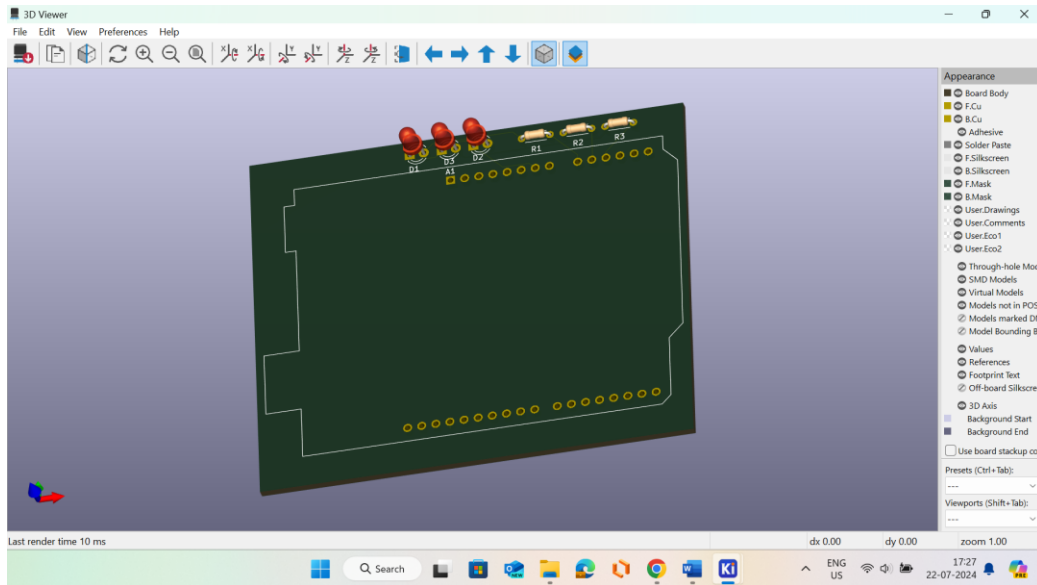 3D Viewer
File Edit View Preferences Help
Appearance
Board Body
F.Cu
B.Cu
Adhesive
Solder Paste
F.Silkscreen
B.Silkscreen
F.Mask
B.Mask
User.Drawings
User.Comments
User.Eco1
User.Eco2
Through-hole Mod
SMD Models
Virtual Models
Models not in POS
Models marked D
Model Bounding B
Values
References
Footprint Text
Off-board Silkscre
3D Axis
Background Start
Background End
Use board stackup co
Presets (Ctrl+Tab):
---
Viewports (Shift+Tab):
---
D1 D3 D2 R1 R2 R3
A1
Last render time 10 ms
dx 0.00 dy 0.00 zoom 1.00
Search
NEW
Ki
ENG
US
17:27
22-07-2024
PRE